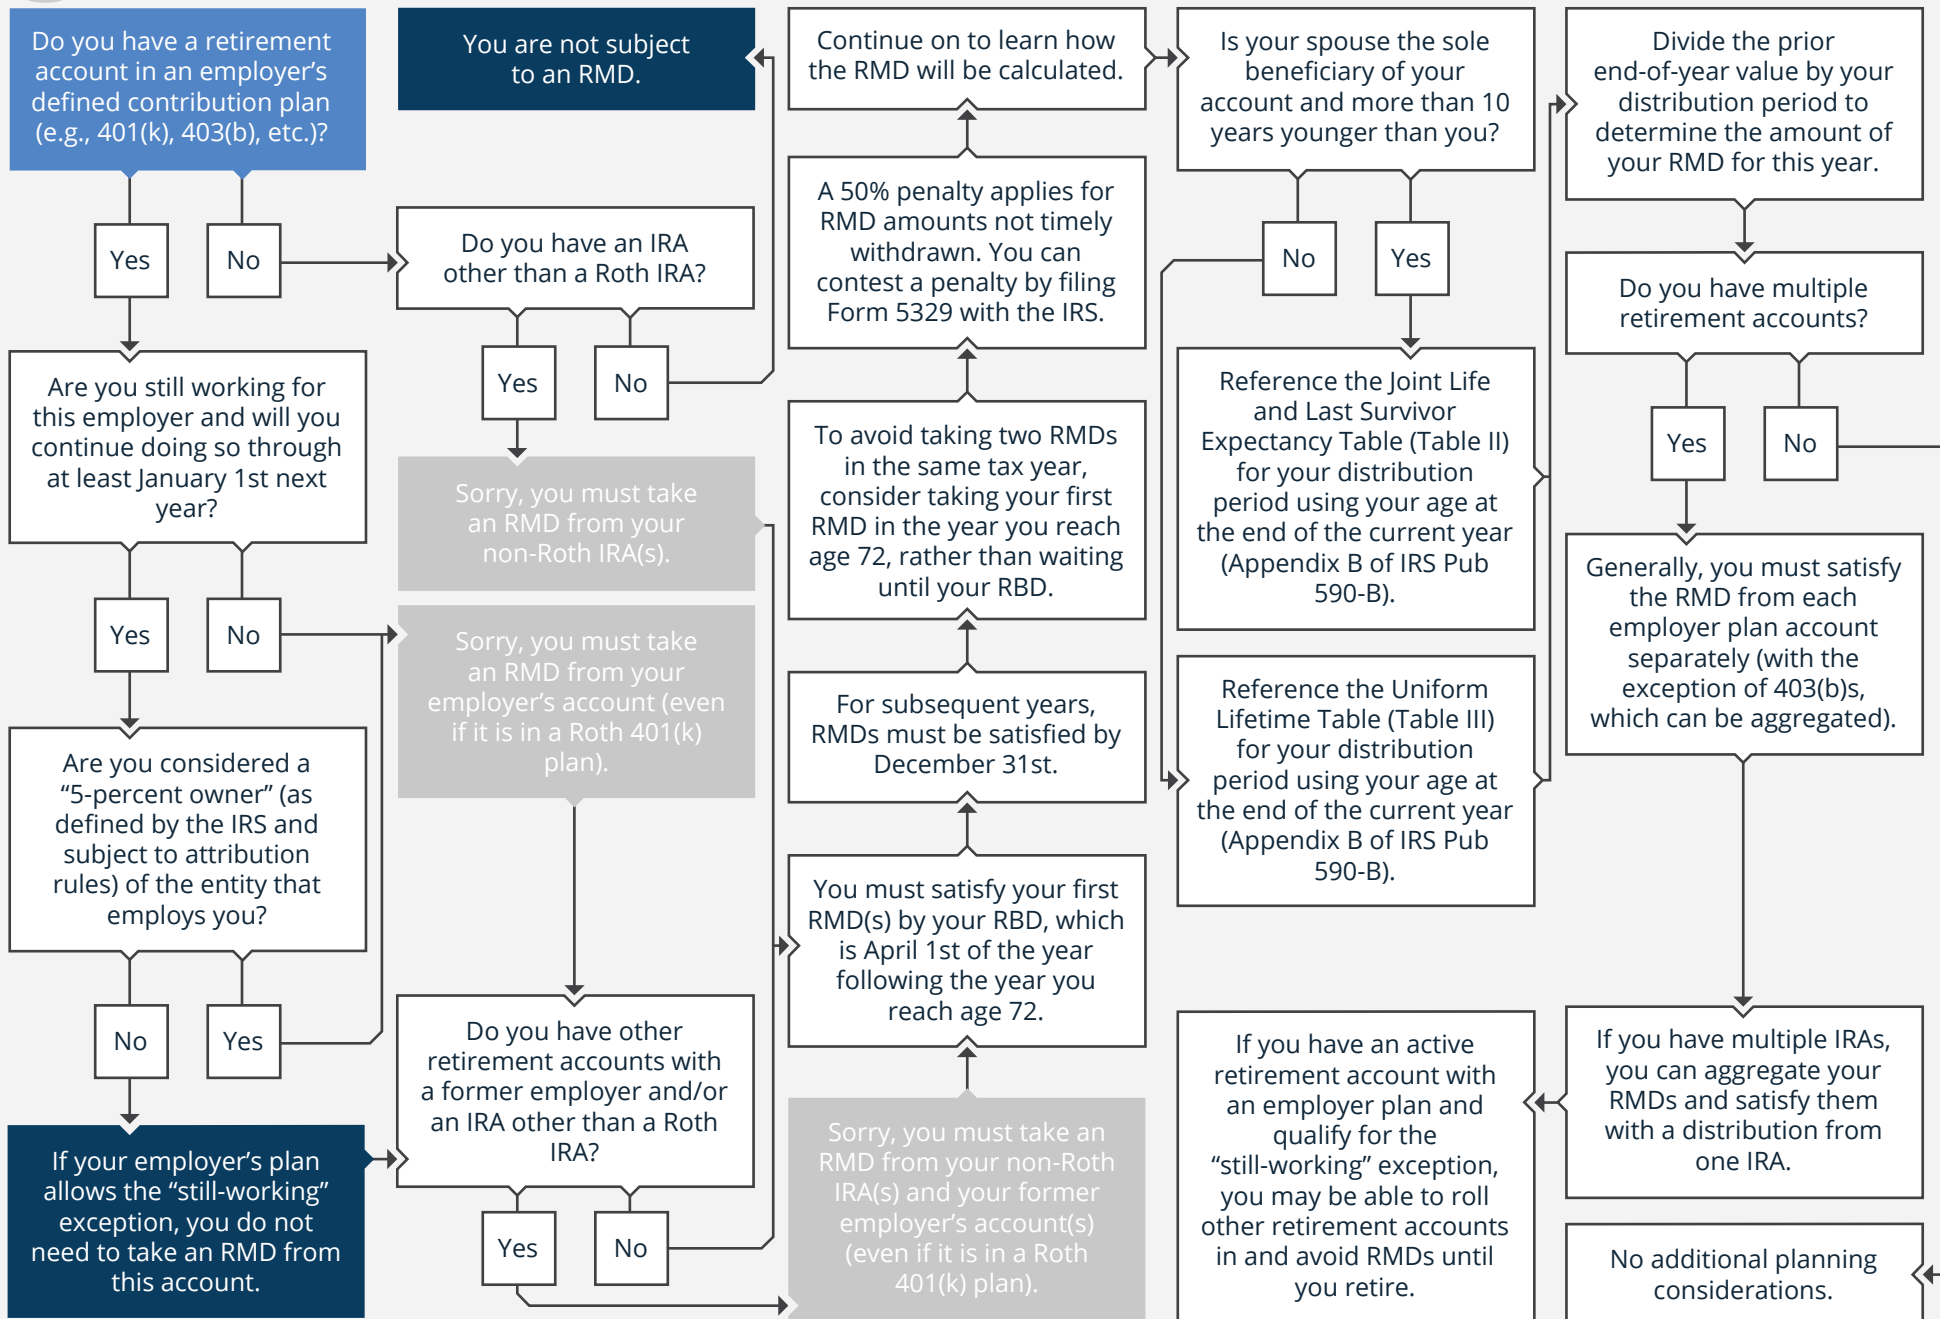 Do you have a retirement
account in an employer’s
defined contribution plan
(e.g., 401(k), 403(b), etc.)?
Yes
No
Are you still working for
this employer and will you
continue doing so through
at least January 1st next
year?
Yes
No
Are you considered a
“5-percent owner” (as
defined by the IRS and
subject to attribution
rules) of the entity that
employs you?
No
Yes
If your employer’s plan
allows the “still-working”
exception, you do not
need to take an RMD from
this account.
You are not subject
to an RMD.
Do you have an IRA
other than a Roth IRA?
Yes
No
Sorry, you must take
an RMD from your
non-Roth IRA(s).
Sorry, you must take
an RMD from your
employer’s account (even
if it is in a Roth 401(k)
plan).
Do you have other
retirement accounts with
a former employer and/or
an IRA other than a Roth
IRA?
Yes
No
Continue on to learn how
the RMD will be calculated.
A 50% penalty applies for
RMD amounts not timely
withdrawn. You can
contest a penalty by filing
Form 5329 with the IRS.
To avoid taking two RMDs
in the same tax year,
consider taking your first
RMD in the year you reach
age 72, rather than waiting
until your RBD.
For subsequent years,
RMDs must be satisfied by
December 31st.
You must satisfy your first
RMD(s) by your RBD, which
is April 1st of the year
following the year you
reach age 72.
Sorry, you must take an
RMD from your non-Roth
IRA(s) and your former
employer’s account(s)
(even if it is in a Roth
401(k) plan).
Is your spouse the sole
beneficiary of your
account and more than 10
years younger than you?
No
Yes
Reference the Joint Life
and Last Survivor
Expectancy Table (Table II)
for your distribution
period using your age at
the end of the current year
(Appendix B of IRS Pub
590-B).
Reference the Uniform
Lifetime Table (Table III)
for your distribution
period using your age at
the end of the current year
(Appendix B of IRS Pub
590-B).
If you have an active
retirement account with
an employer plan and
qualify for the
“still-working” exception,
you may be able to roll
other retirement accounts
in and avoid RMDs until
you retire.
Divide the prior
end-of-year value by your
distribution period to
determine the amount of
your RMD for this year.
Do you have multiple
retirement accounts?
Yes
No
Generally, you must satisfy
the RMD from each
employer plan account
separately (with the
exception of 403(b)s,
which can be aggregated).
If you have multiple IRAs,
you can aggregate your
RMDs and satisfy them
with a distribution from
one IRA.
No additional planning
considerations.